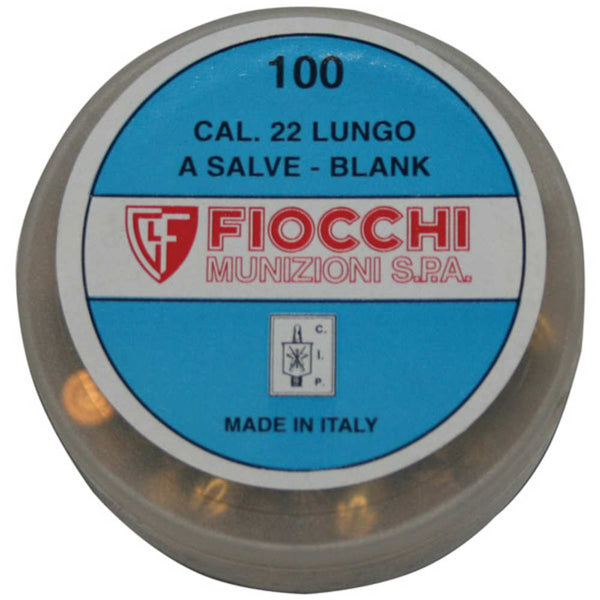 100
CAL. 22 LUNGO
A SALVE - BLANK
FIOCCHI
MUNIZIONI S.P.A.
C.
I.
P.
MADE IN ITALY